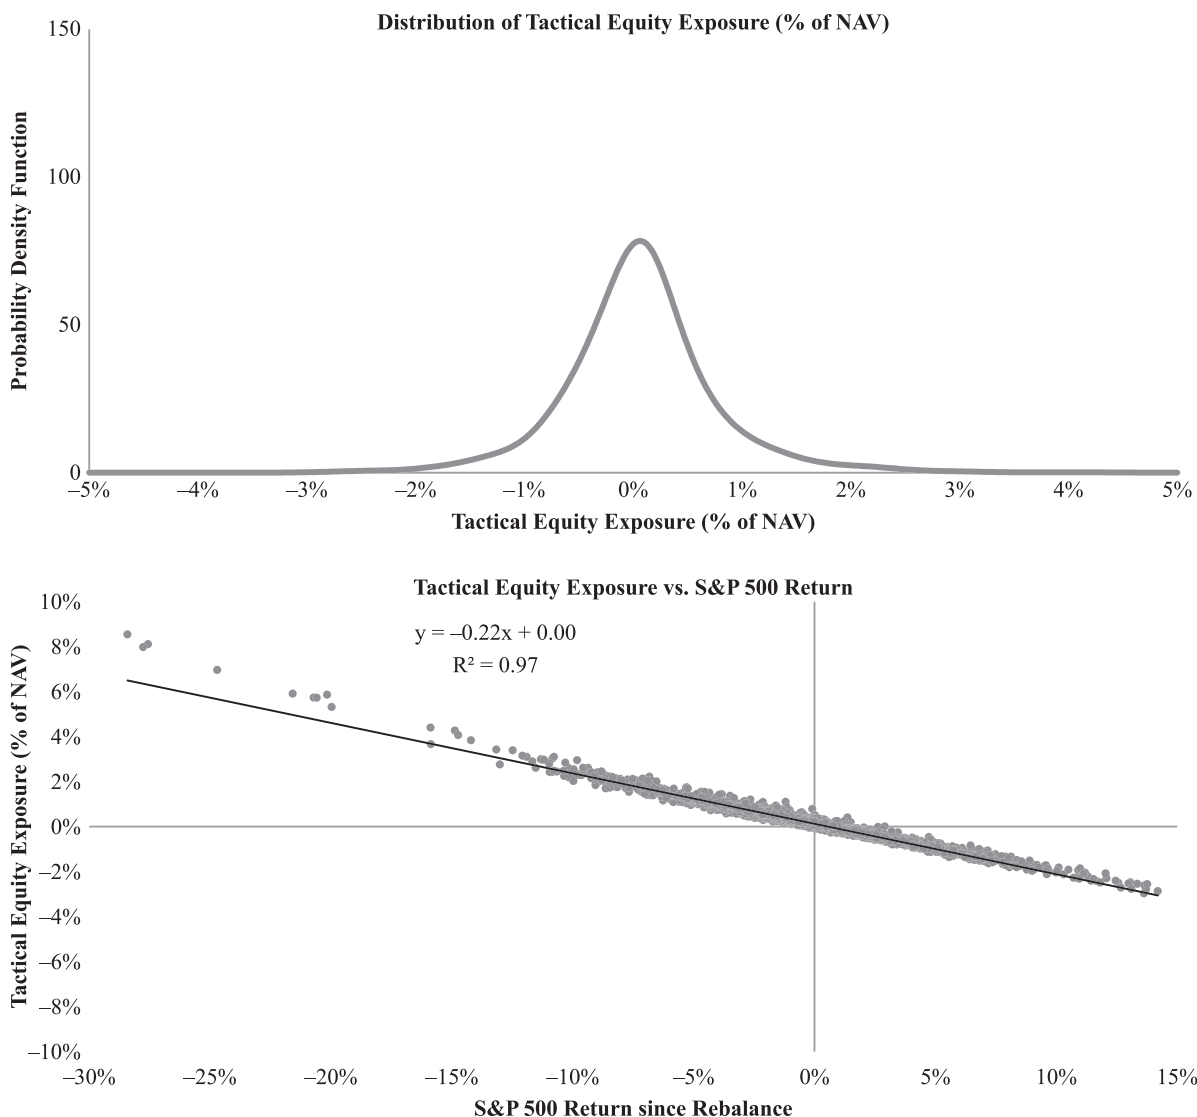 Distribution of Tactical Equity Exposure (% of NAV)
Probability Density Function
150
100
50
0
–5% –4% –3% –2% –1% 0% 1% 2% 3% 4% 5%
Tactical Equity Exposure (% of NAV)
Tactical Equity Exposure vs. S&P 500 Return
y = –0.22x + 0.00
R² = 0.97
Tactical Equity Exposure (% of NAV)
10%
8%
6%
4%
2%
0%
–2%
–4%
–6%
–8%
–10%
–30% –25% –20% –15% –10% –5% 0% 5% 10% 15%
S&P 500 Return since Rebalance